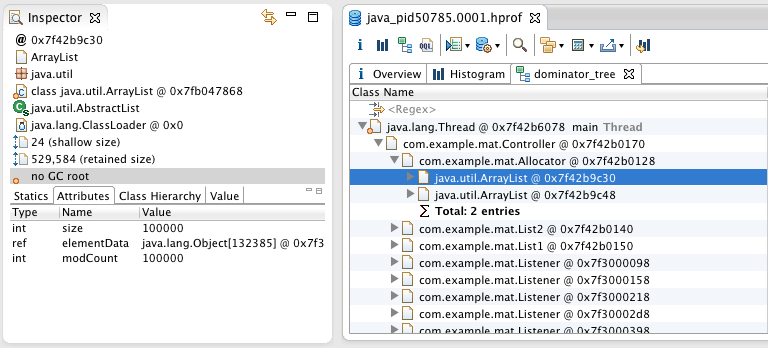 Inspector
@ 0x7f42b9c30
ArrayList
java.util
class java.util.ArrayList @ 0x7fb047868
java.util.AbstractList
java.lang.ClassLoader @ 0x0
24 (shallow size)
529,584 (retained size)
no GC root
Statics Attributes Class Hierarchy Value
Type Name Value
int size 100000
ref elementData java.lang.Object[132385] @ 0x7f3
int modCount 100000
java_pid50785.0001.hprof
i OQL
i Overview Histogram dominator_tree
Class Name
<Regex>
java.lang.Thread @ 0x7f42b6078 main Thread
com.example.mat.Controller @ 0x7f42b0170
com.example.mat.Allocator @ 0x7f42b0128
java.util.ArrayList @ 0x7f42b9c30
java.util.ArrayList @ 0x7f42b9c48
Σ Total: 2 entries
com.example.mat.List2 @ 0x7f42b0140
com.example.mat.List1 @ 0x7f42b0150
com.example.mat.Listener @ 0x7f3000098
com.example.mat.Listener @ 0x7f3000158
com.example.mat.Listener @ 0x7f3000218
com.example.mat.Listener @ 0x7f30002d8
com.example.mat.Listener @ 0x7f3000398